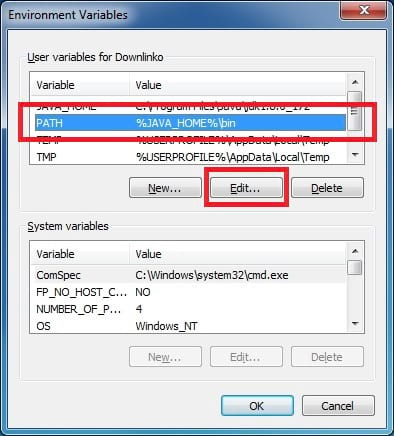 Environment Variables
User variables for Downlinko
Variable Value
JAVA_HOME C:\Program Files\Java\jdk1.8.0_172
PATH %JAVA_HOME%\bin
TEMP %USERPROFILE%\AppData\Local\Temp
TMP %USERPROFILE%\AppData\Local\Temp
New... Edit... Delete
System variables
Variable Value
ComSpec C:\Windows\system32\cmd.exe
FP_NO_HOST_C... NO
NUMBER_OF_P... 4
OS Windows_NT
New... Edit... Delete
OK Cancel